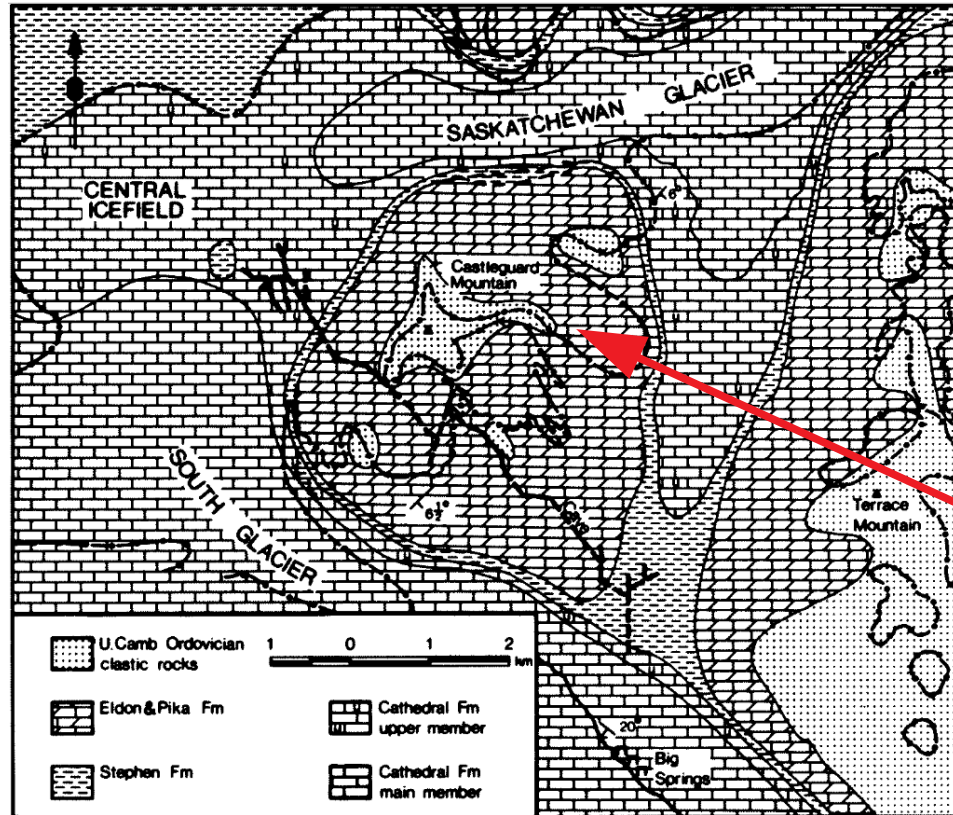 SASKATCHEWAN GLACIER
CENTRAL
ICEFIELD
Castleguard
Mountain
Terrace
Mountain
SOUTH GLACIER
6½°
Cave
20°
Big
Springs
U. Camb Ordovician
clastic rocks
1 0 1 2
km
Eldon & Pika Fm
Cathedral Fm
upper member
Stephen Fm
Cathedral Fm
main member